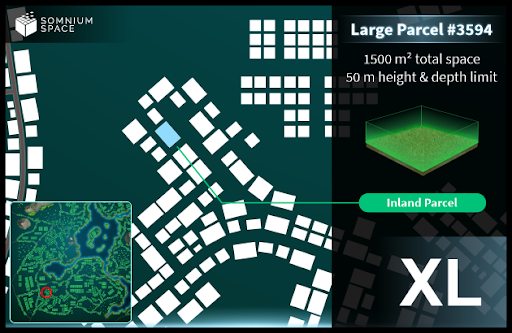 SOMNIUM
SPACE
Large Parcel #3594
1500 m² total space
50 m height & depth limit
Inland Parcel
XL